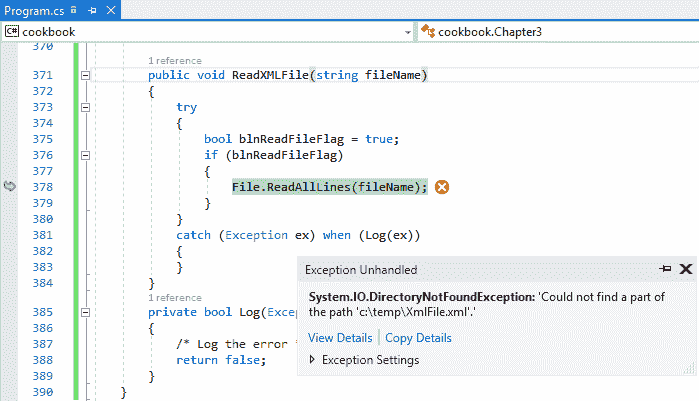 Program.cs
C# cookbook
cookbook.Chapter3
370
1 reference
371 public void ReadXMLFile(string fileName)
372 {
373 try
374 {
375 bool blnReadFileFlag = true;
376 if (blnReadFileFlag)
377 {
378 File.ReadAllLines(fileName);
379 }
380 }
381 catch (Exception ex) when (Log(ex))
382 {
383 }
384 }
1 reference
385 private bool Log(Excep
386 {
387 /* Log the error *
388 return false;
389 }
390 }
Exception Unhandled
System.IO.DirectoryNotFoundException: 'Could not find a part of
the path 'c:\temp\XmlFile.xml'.'
View Details | Copy Details
Exception Settings